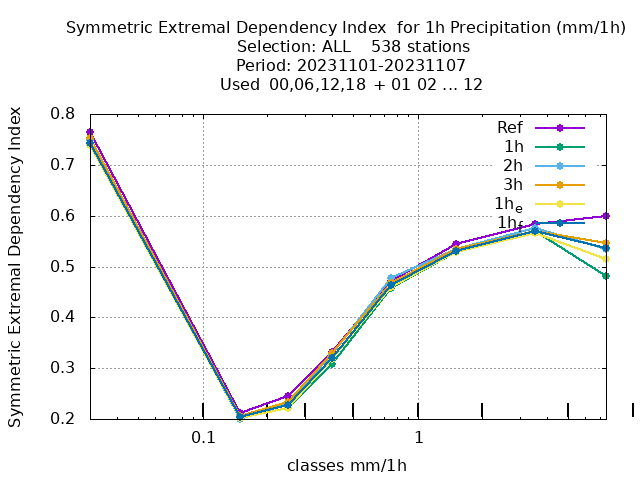 Symmetric Extremal Dependency Index for 1h Precipitation (mm/1h)
Selection: ALL 538 stations
Period: 20231101-20231107
Used 00,06,12,18 + 01 02 ... 12
Symmetric Extremal Dependency Index
0.8
0.7
0.6
0.5
0.4
0.3
0.2
Ref
1h
2h
3h
1he
1hf
0.1 1
classes mm/1h